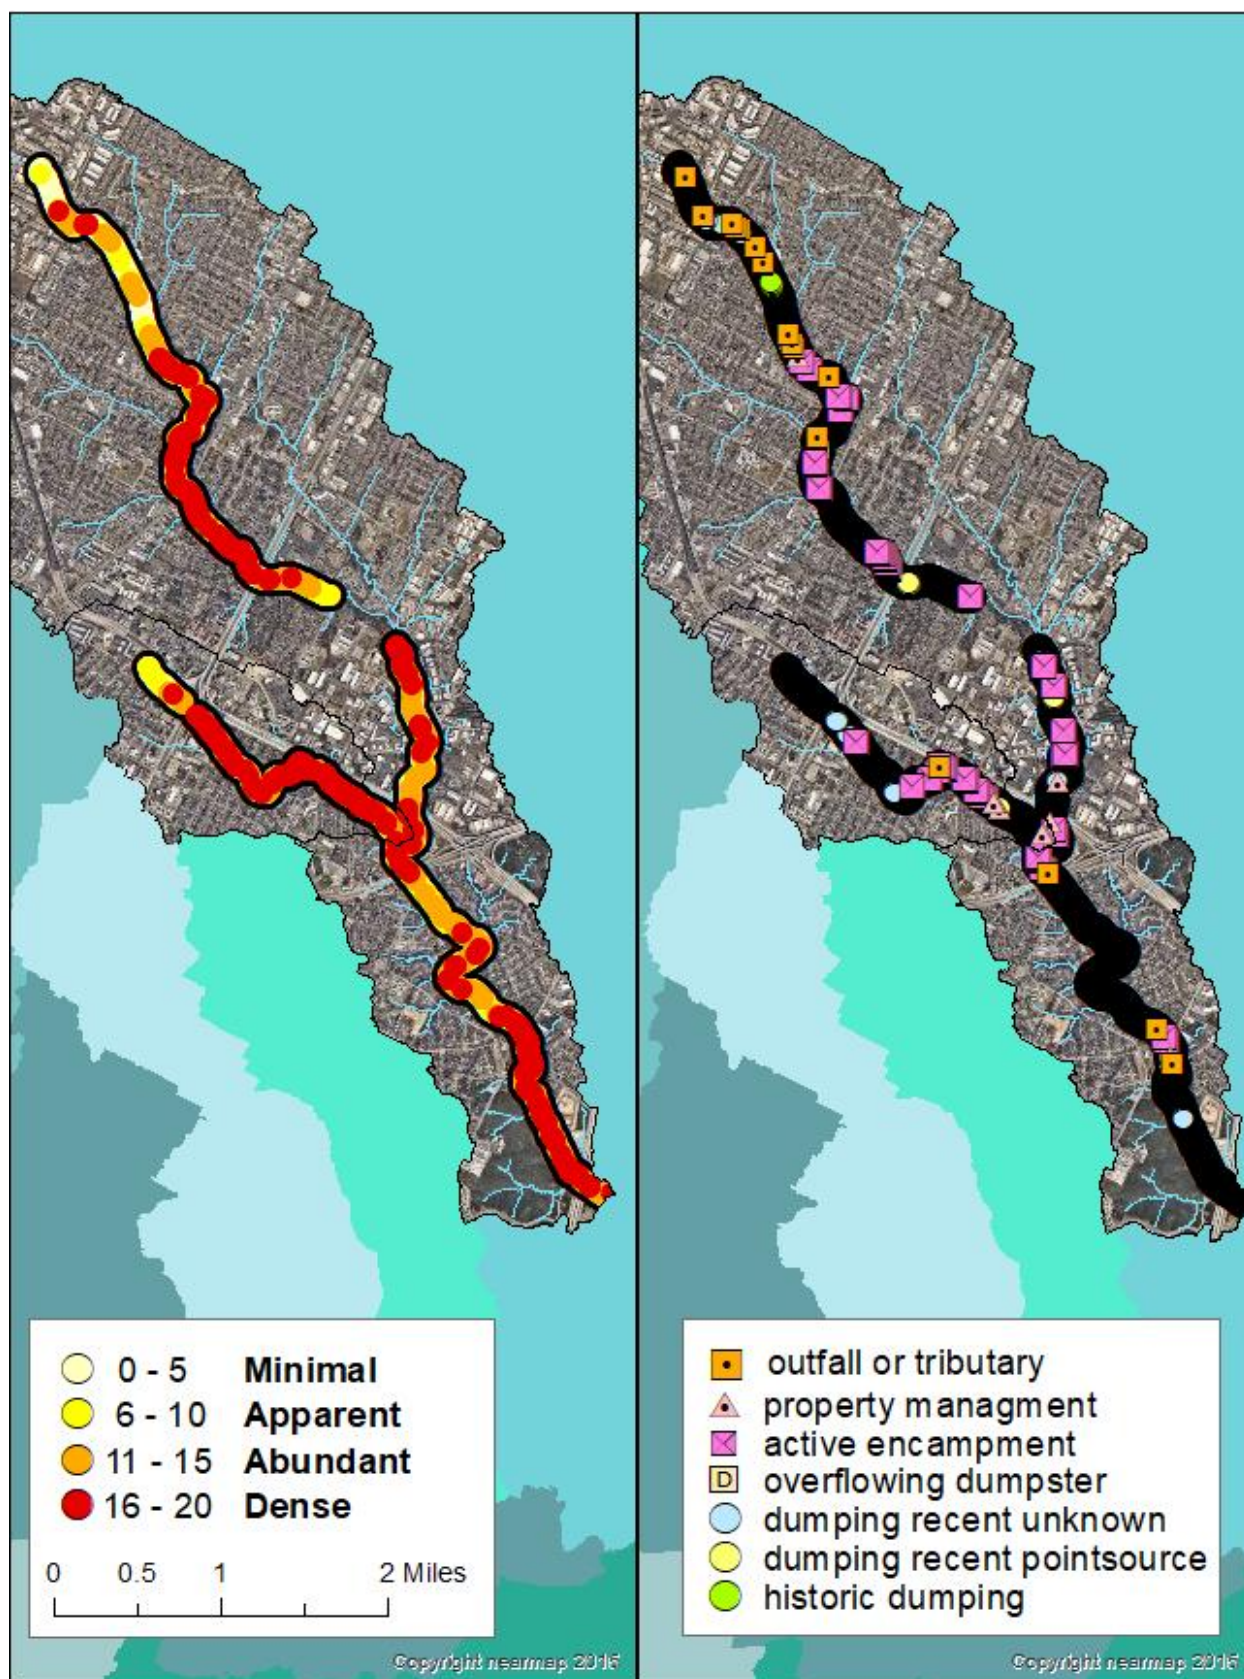 0 - 5 Minimal
6 - 10 Apparent
11 - 15 Abundant
16 - 20 Dense
0 0.5 1 2 Miles
Copyright nearmap 2015
outfall or tributary
property managment
active encampment
D overflowing dumpster
dumping recent unknown
dumping recent pointsource
historic dumping
Copyright nearmap 2015